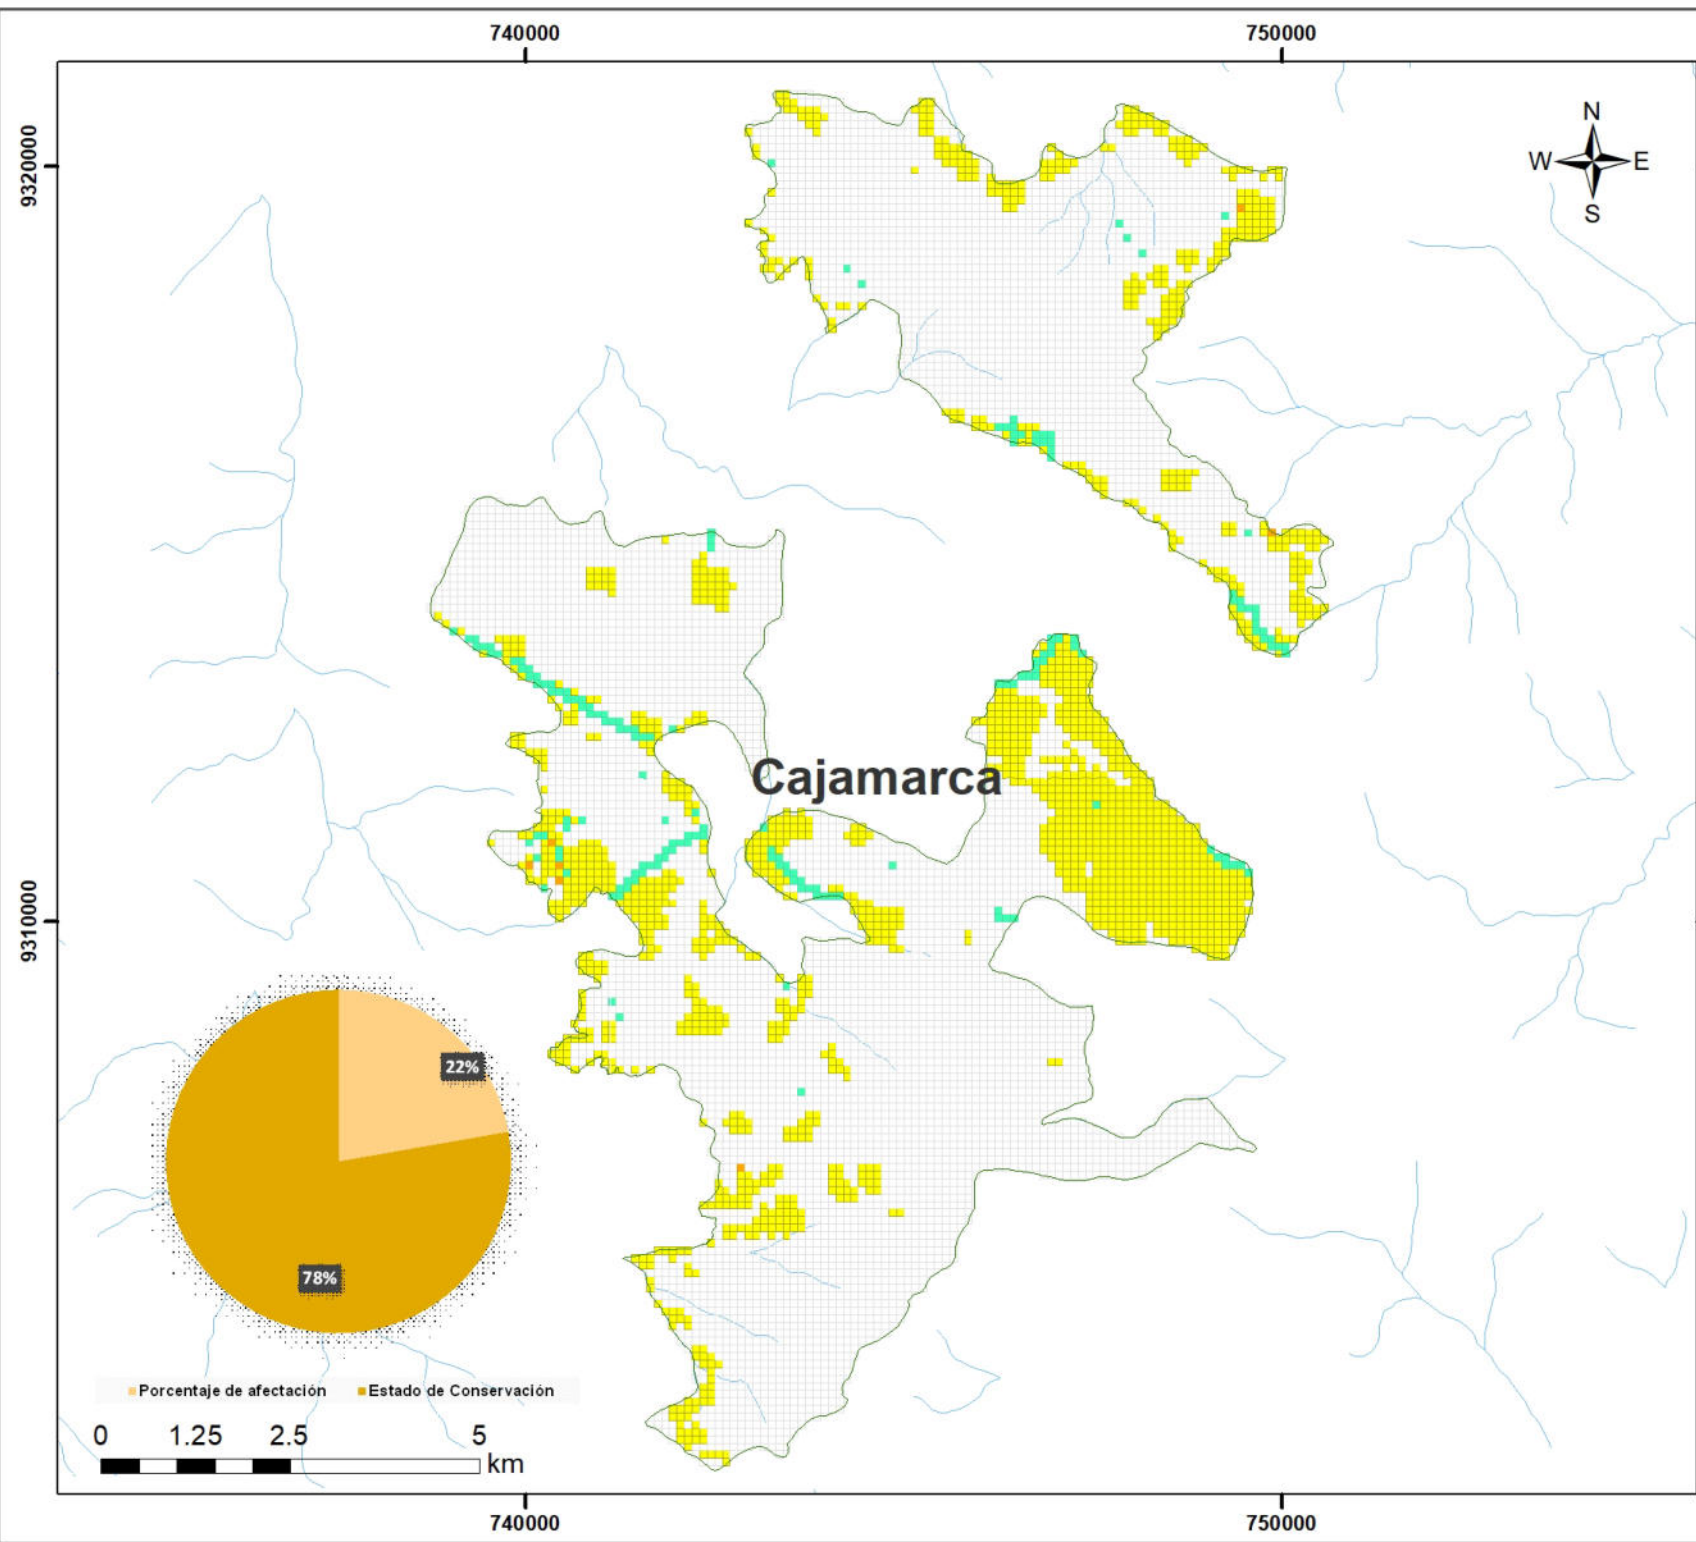 740000 750000
N
W E
S
9320000
Cajamarca
9310000
22%
78%
Porcentaje de afectación Estado de Conservación
0 1.25 2.5 5
km
740000 750000